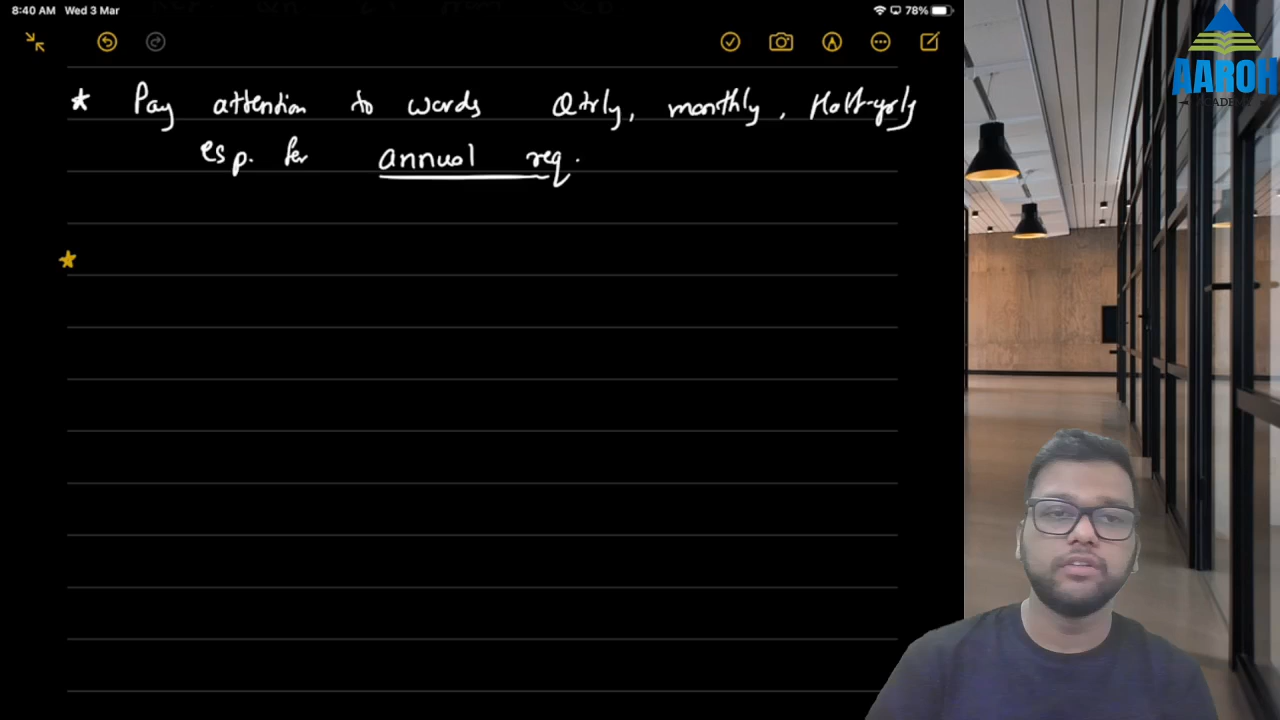 8:40 AM Wed 3 Mar
78%
* Pay attention to words Qtrly, monthly, Half-yrly
esp. for annual req.
AAROH
ACADEMY